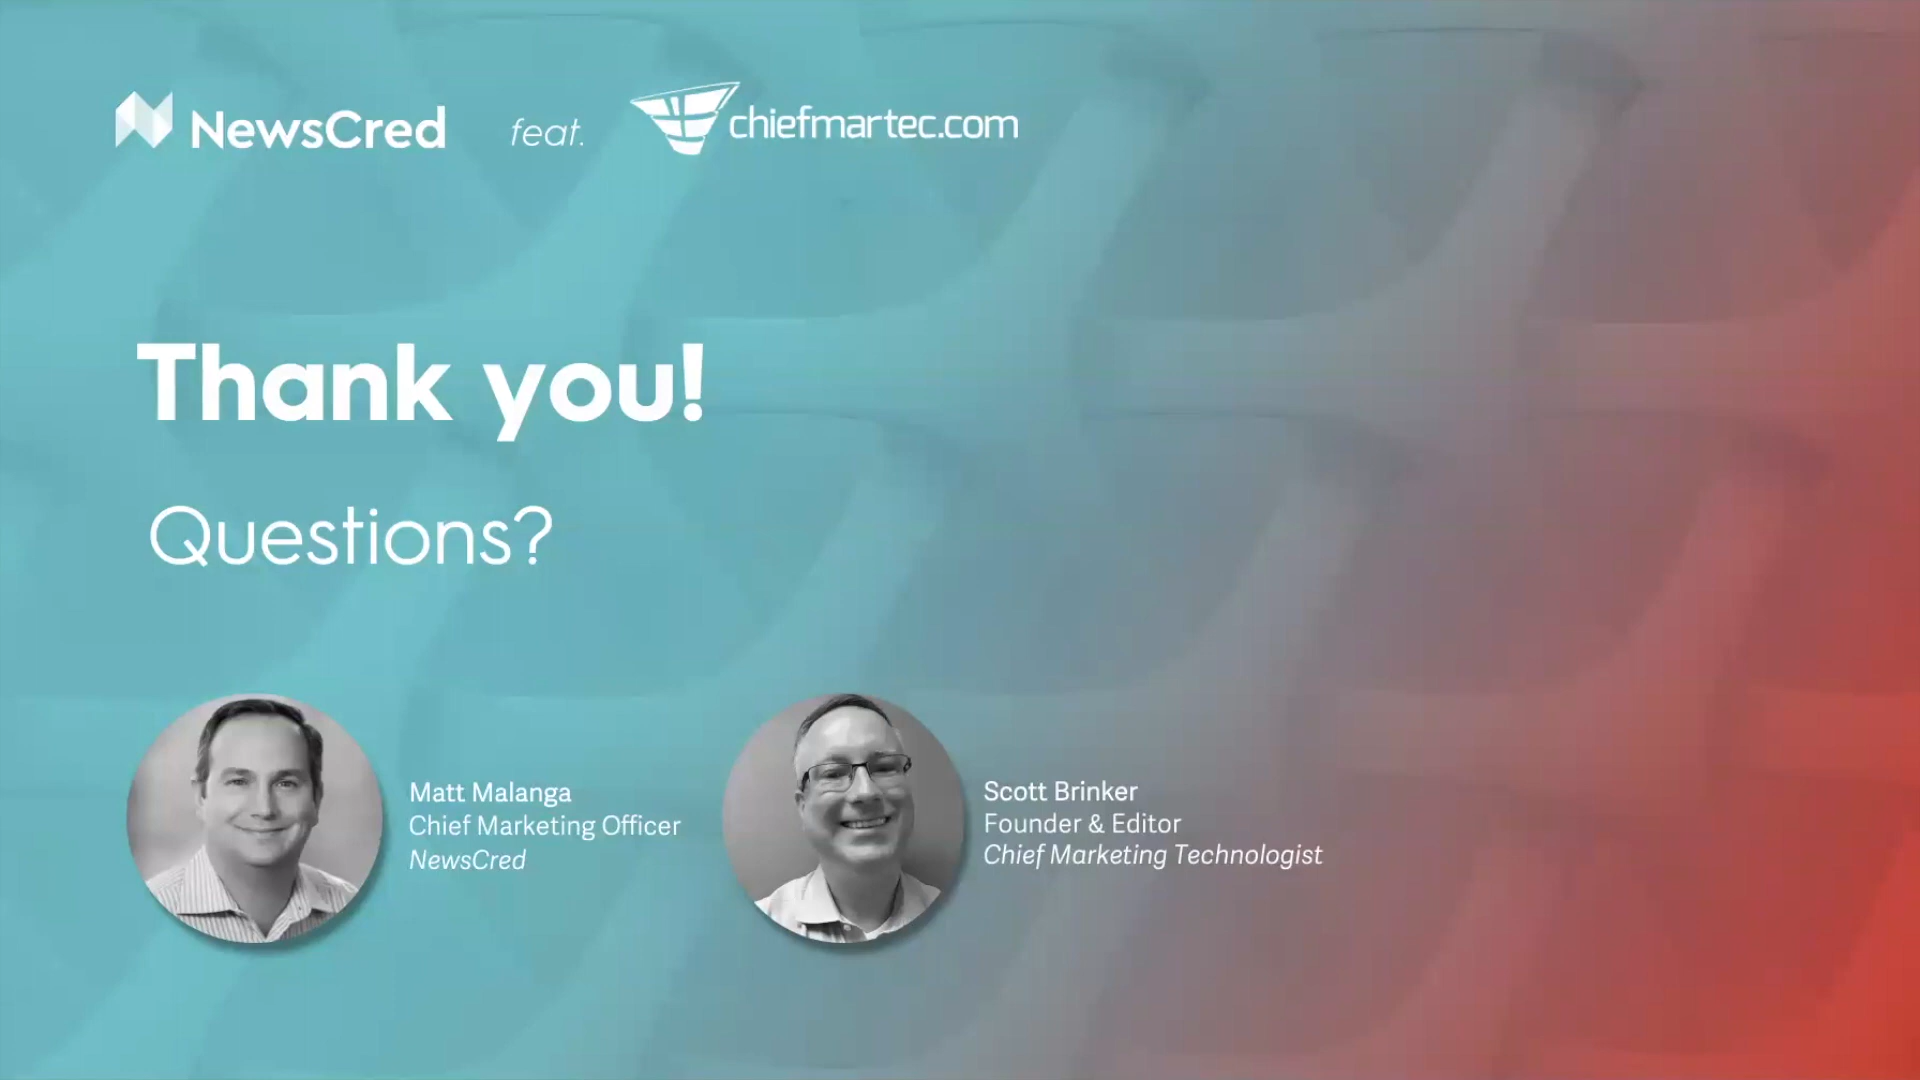 NewsCred feat. chiefmartec.com
Thank you!
Questions?
Matt Malanga
Chief Marketing Officer
NewsCred
Scott Brinker
Founder & Editor
Chief Marketing Technologist